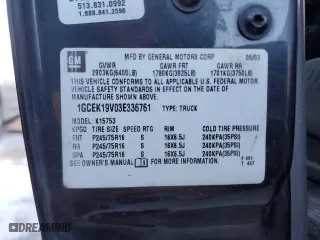 513.831.0992
1.888.841.3596
GM
MFD BY GENERAL MOTORS CORP 06/03
GVWR GAWR FRT GAWR RR
2903KG(6400LB) 1780KG(3925LB) 1701KG(3750LB)
THIS VEHICLE CONFORMS TO ALL APPLICABLE U.S. FEDERAL MOTOR
VEHICLE SAFETY STANDARDS IN EFFECT ON THE DATE
OF MANUFACTURE SHOWN ABOVE.
1GCEK19V03E336761 TYPE: TRUCK
MODEL: K15753
TIRE SIZE SPEED RTG RIM COLD TIRE PRESSURE
FRT P245/75R16 S 16X6.5J 240KPA(35PSI)
RR P245/75R16 S 16X6.5J 240KPA(35PSI)
SPA P245/75R16 S 16X6.5J 240KPA(35PSI)
SEE OWNER'S MANUAL FOR MORE INFORMATION.
AutoHelperBot